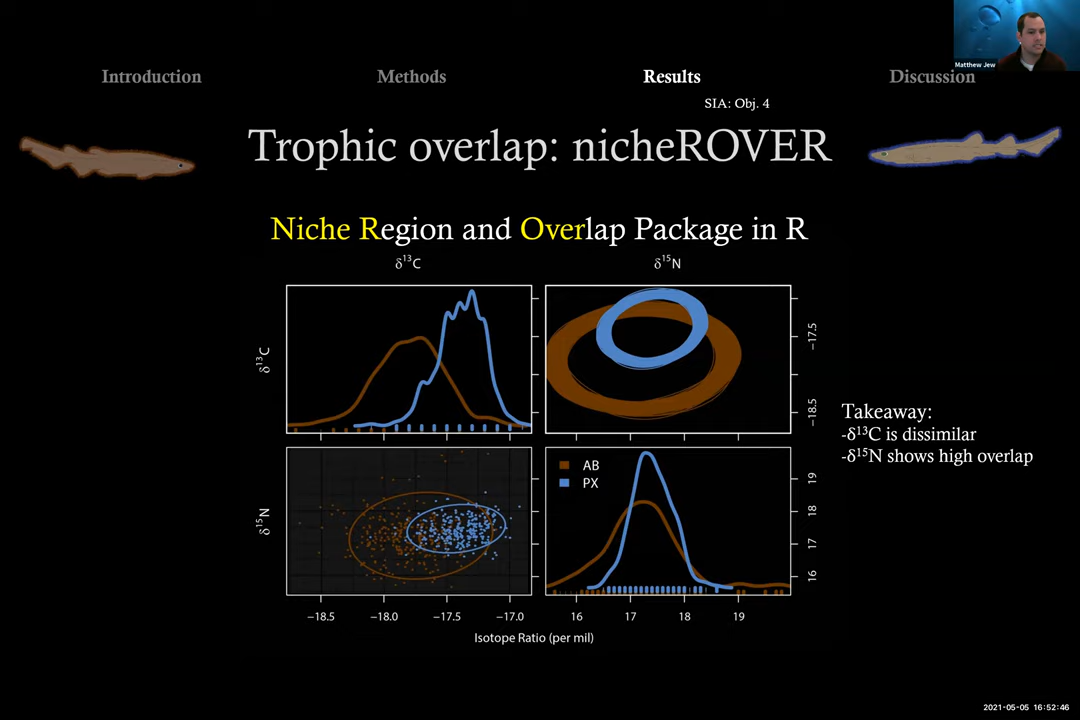 Matthew Jew
Introduction Methods Results Discussion
SIA: Obj. 4
Trophic overlap: nicheROVER
Niche Region and Overlap Package in R
δ13C δ15N
δ13C
−17.5
−18.5
Takeaway:
-δ13C is dissimilar
-δ15N shows high overlap
δ15N
AB
PX
19
18
17
16
−18.5 −18.0 −17.5 −17.0 16 17 18 19
Isotope Ratio (per mil)
2021-05-05 16:52:46